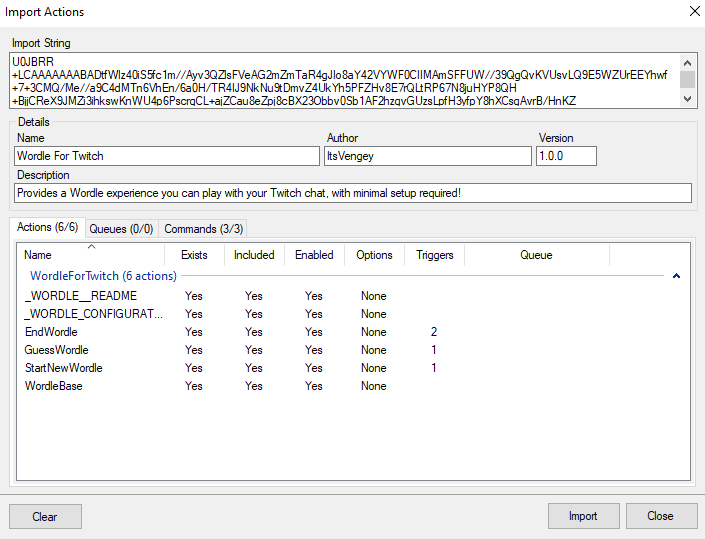 Import Actions
Import String
U0JBRR
+LCAAAAAAABADtfWlz40iS5fc1m//Ayv3QZlsFVeAG2mZmTaR4gJIo8aY42VYWF0ClIMAmSFFUW//39QgQvKVUsvLQ9E5WZUrEEYhwf
+7+3CMQ/Me//a9C4dMTn6VhEn/6a0H/TR4lJ9NkNu9tDmvZ4UkYh5PFZHv8E7rQLtRP67N8juHYP8QH
+BjjCReX9JMZj3ihkswKnWU4p6PscrqCL+ajZCau8eZpj8cBX23Obbv0Sb1AF2hzqvGUzsLpfH3yfpY8hXCsqAvrB/HnKZ
Details
Name
Author
Version
Wordle For Twitch
ItsVengey
1.0.0
Description
Provides a Wordle experience you can play with your Twitch chat, with minimal setup required!
Actions (6/6)
Queues (0/0)
Commands (3/3)
Name Exists Included Enabled Options Triggers Queue
WordleForTwitch (6 actions)
_WORDLE__README Yes Yes Yes None
_WORDLE_CONFIGURAT... Yes Yes Yes None
EndWordle Yes Yes Yes None 2
GuessWordle Yes Yes Yes None 1
StartNewWordle Yes Yes Yes None 1
WordleBase Yes Yes Yes None
Clear
Import
Close